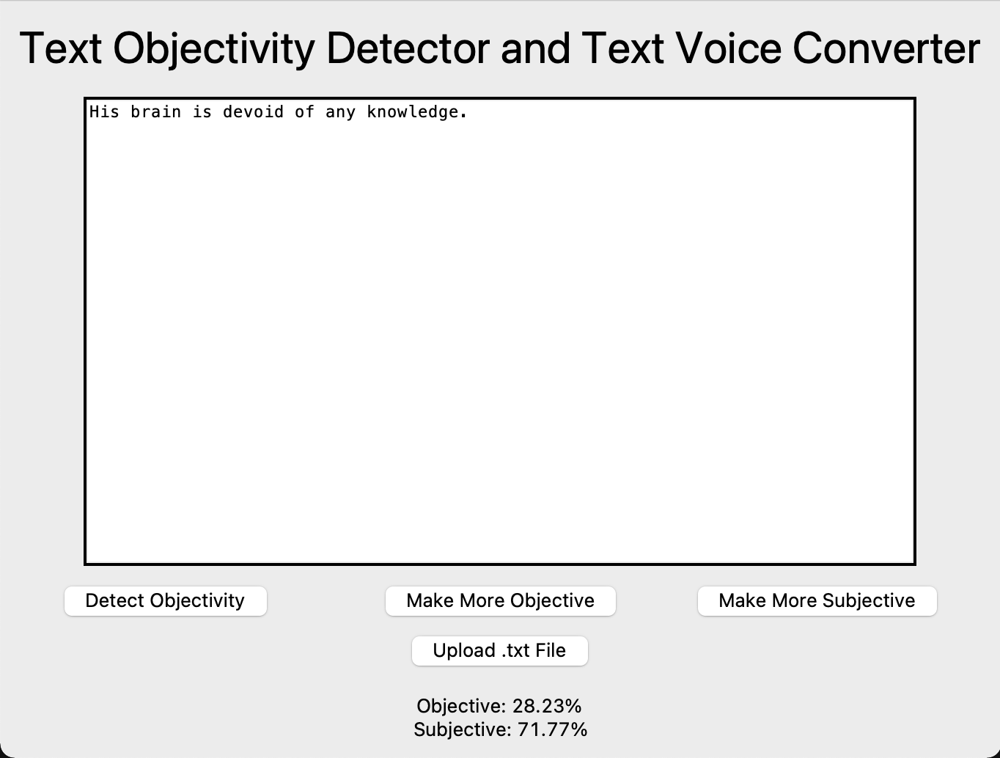 Text Objectivity Detector and Text Voice Converter
His brain is devoid of any knowledge.
Detect Objectivity
Make More Objective
Make More Subjective
Upload .txt File
Objective: 28.23%
Subjective: 71.77%